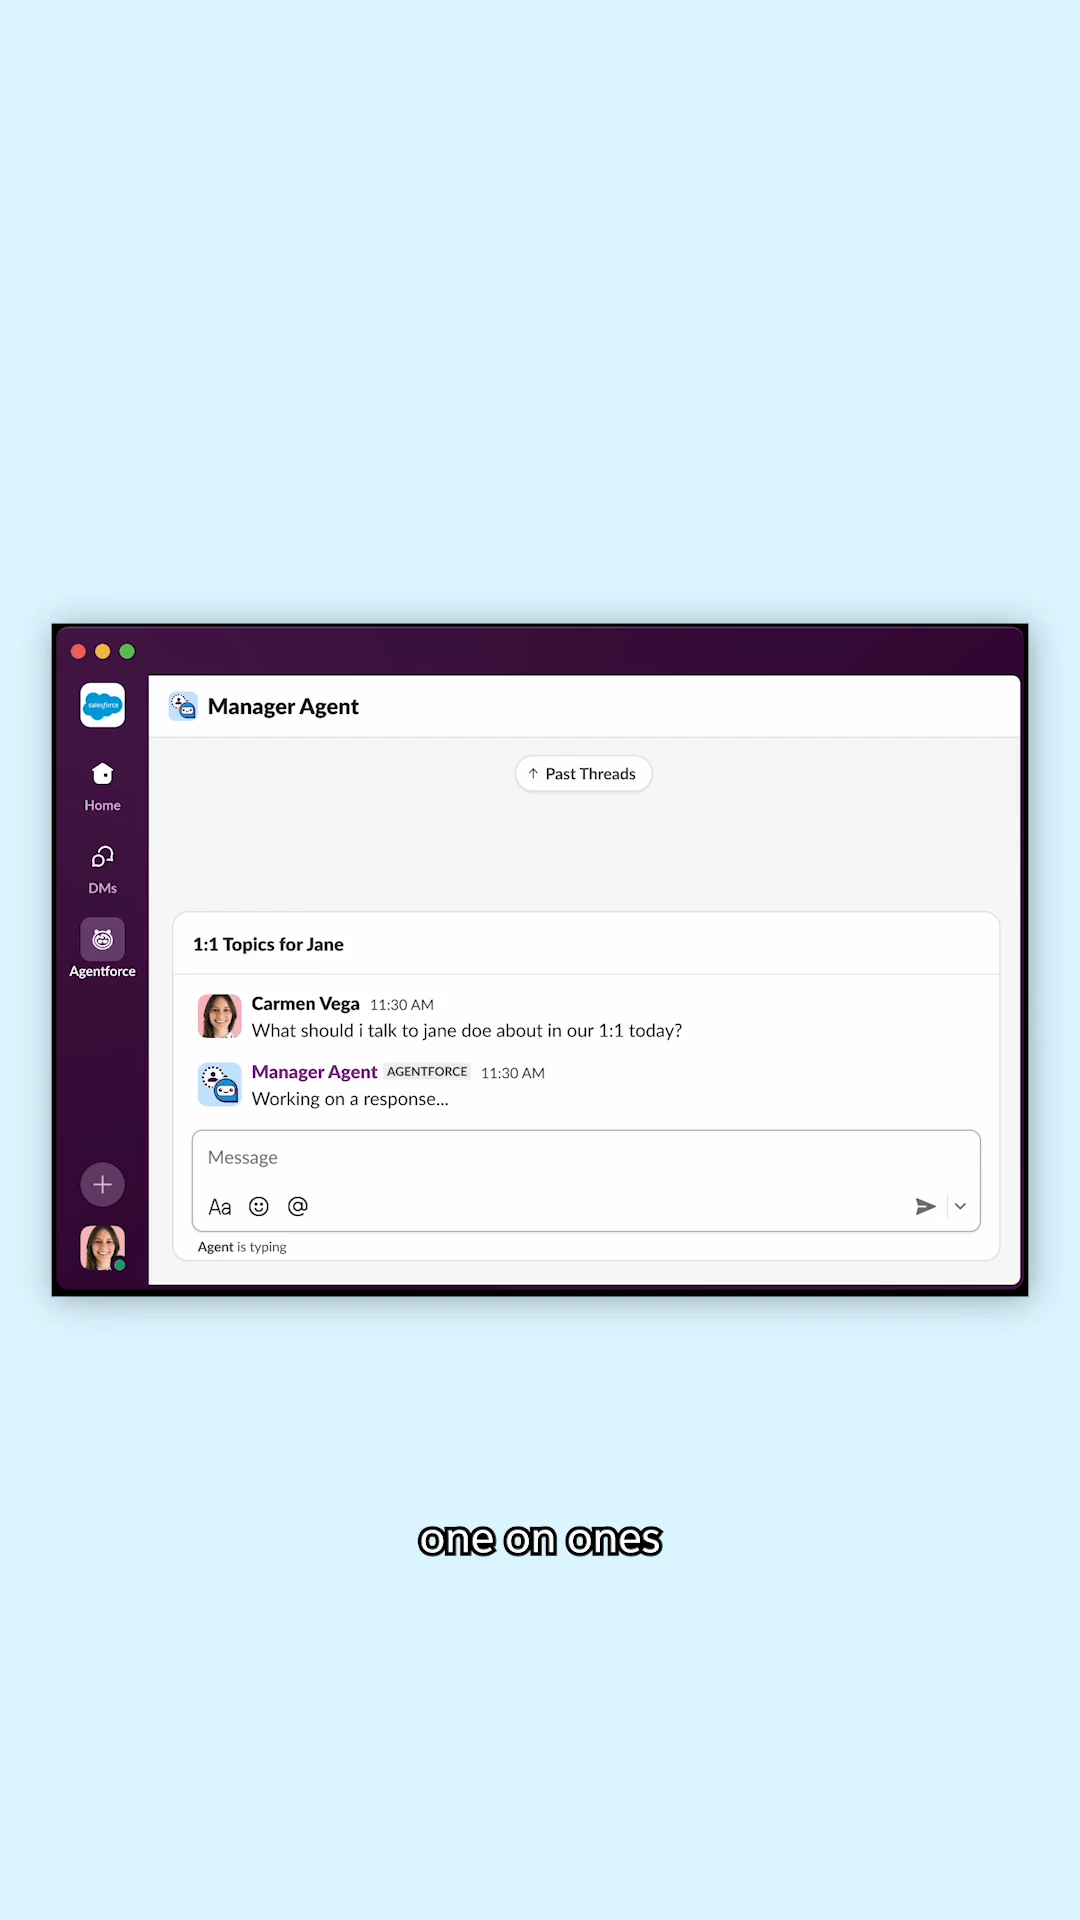 salesforce
Manager Agent
↑ Past Threads
Home
DMs
Agentforce
1:1 Topics for Jane
Carmen Vega 11:30 AM
What should i talk to jane doe about in our 1:1 today?
Manager Agent AGENTFORCE 11:30 AM
Working on a response...
Message
Aa @
Agent is typing
one on ones